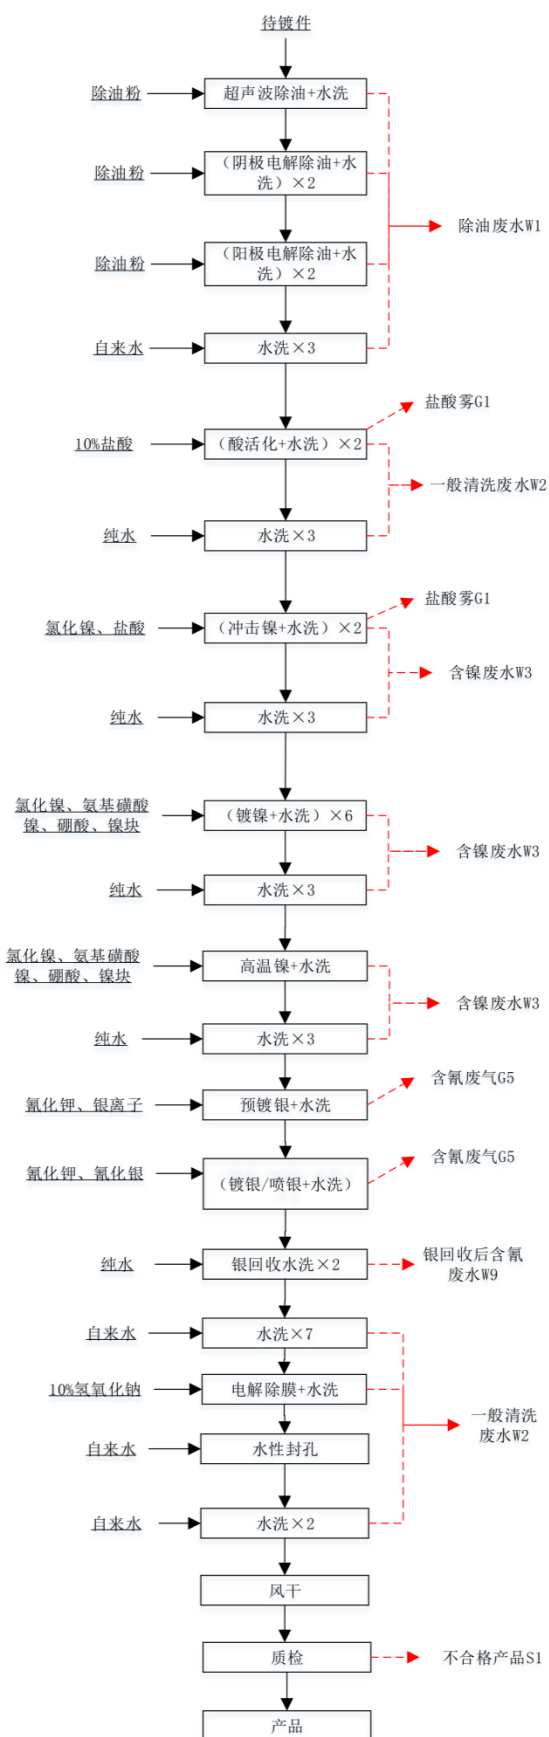 待镀件
除油粉
超声波除油+水洗
除油粉
（阴极电解除油+水
洗）×2
除油废水W1
除油粉
（阳极电解除油+水
洗）×2
自来水
水洗×3
盐酸雾G1
10%盐酸
（酸活化+水洗）×2
一般清洗废水W2
纯水
水洗×3
盐酸雾G1
氯化镍、盐酸
（冲击镍+水洗）×2
含镍废水W3
纯水
水洗×3
氯化镍、氨基磺酸
镍、硼酸、镍块
（镀镍+水洗）×6
含镍废水W3
纯水
水洗×3
氯化镍、氨基磺酸
镍、硼酸、镍块
高温镍+水洗
含镍废水W3
纯水
水洗×3
含氰废气G5
氰化钾、银离子
预镀银+水洗
含氰废气G5
氰化钾、氰化银
（镀银/喷银+水洗）
纯水
银回收水洗×2
银回收后含氰
废水W9
自来水
水洗×7
10%氢氧化钠
电解除膜+水洗
一般清洗
废水W2
自来水
水性封孔
自来水
水洗×2
风干
质检
不合格产品S1
产品